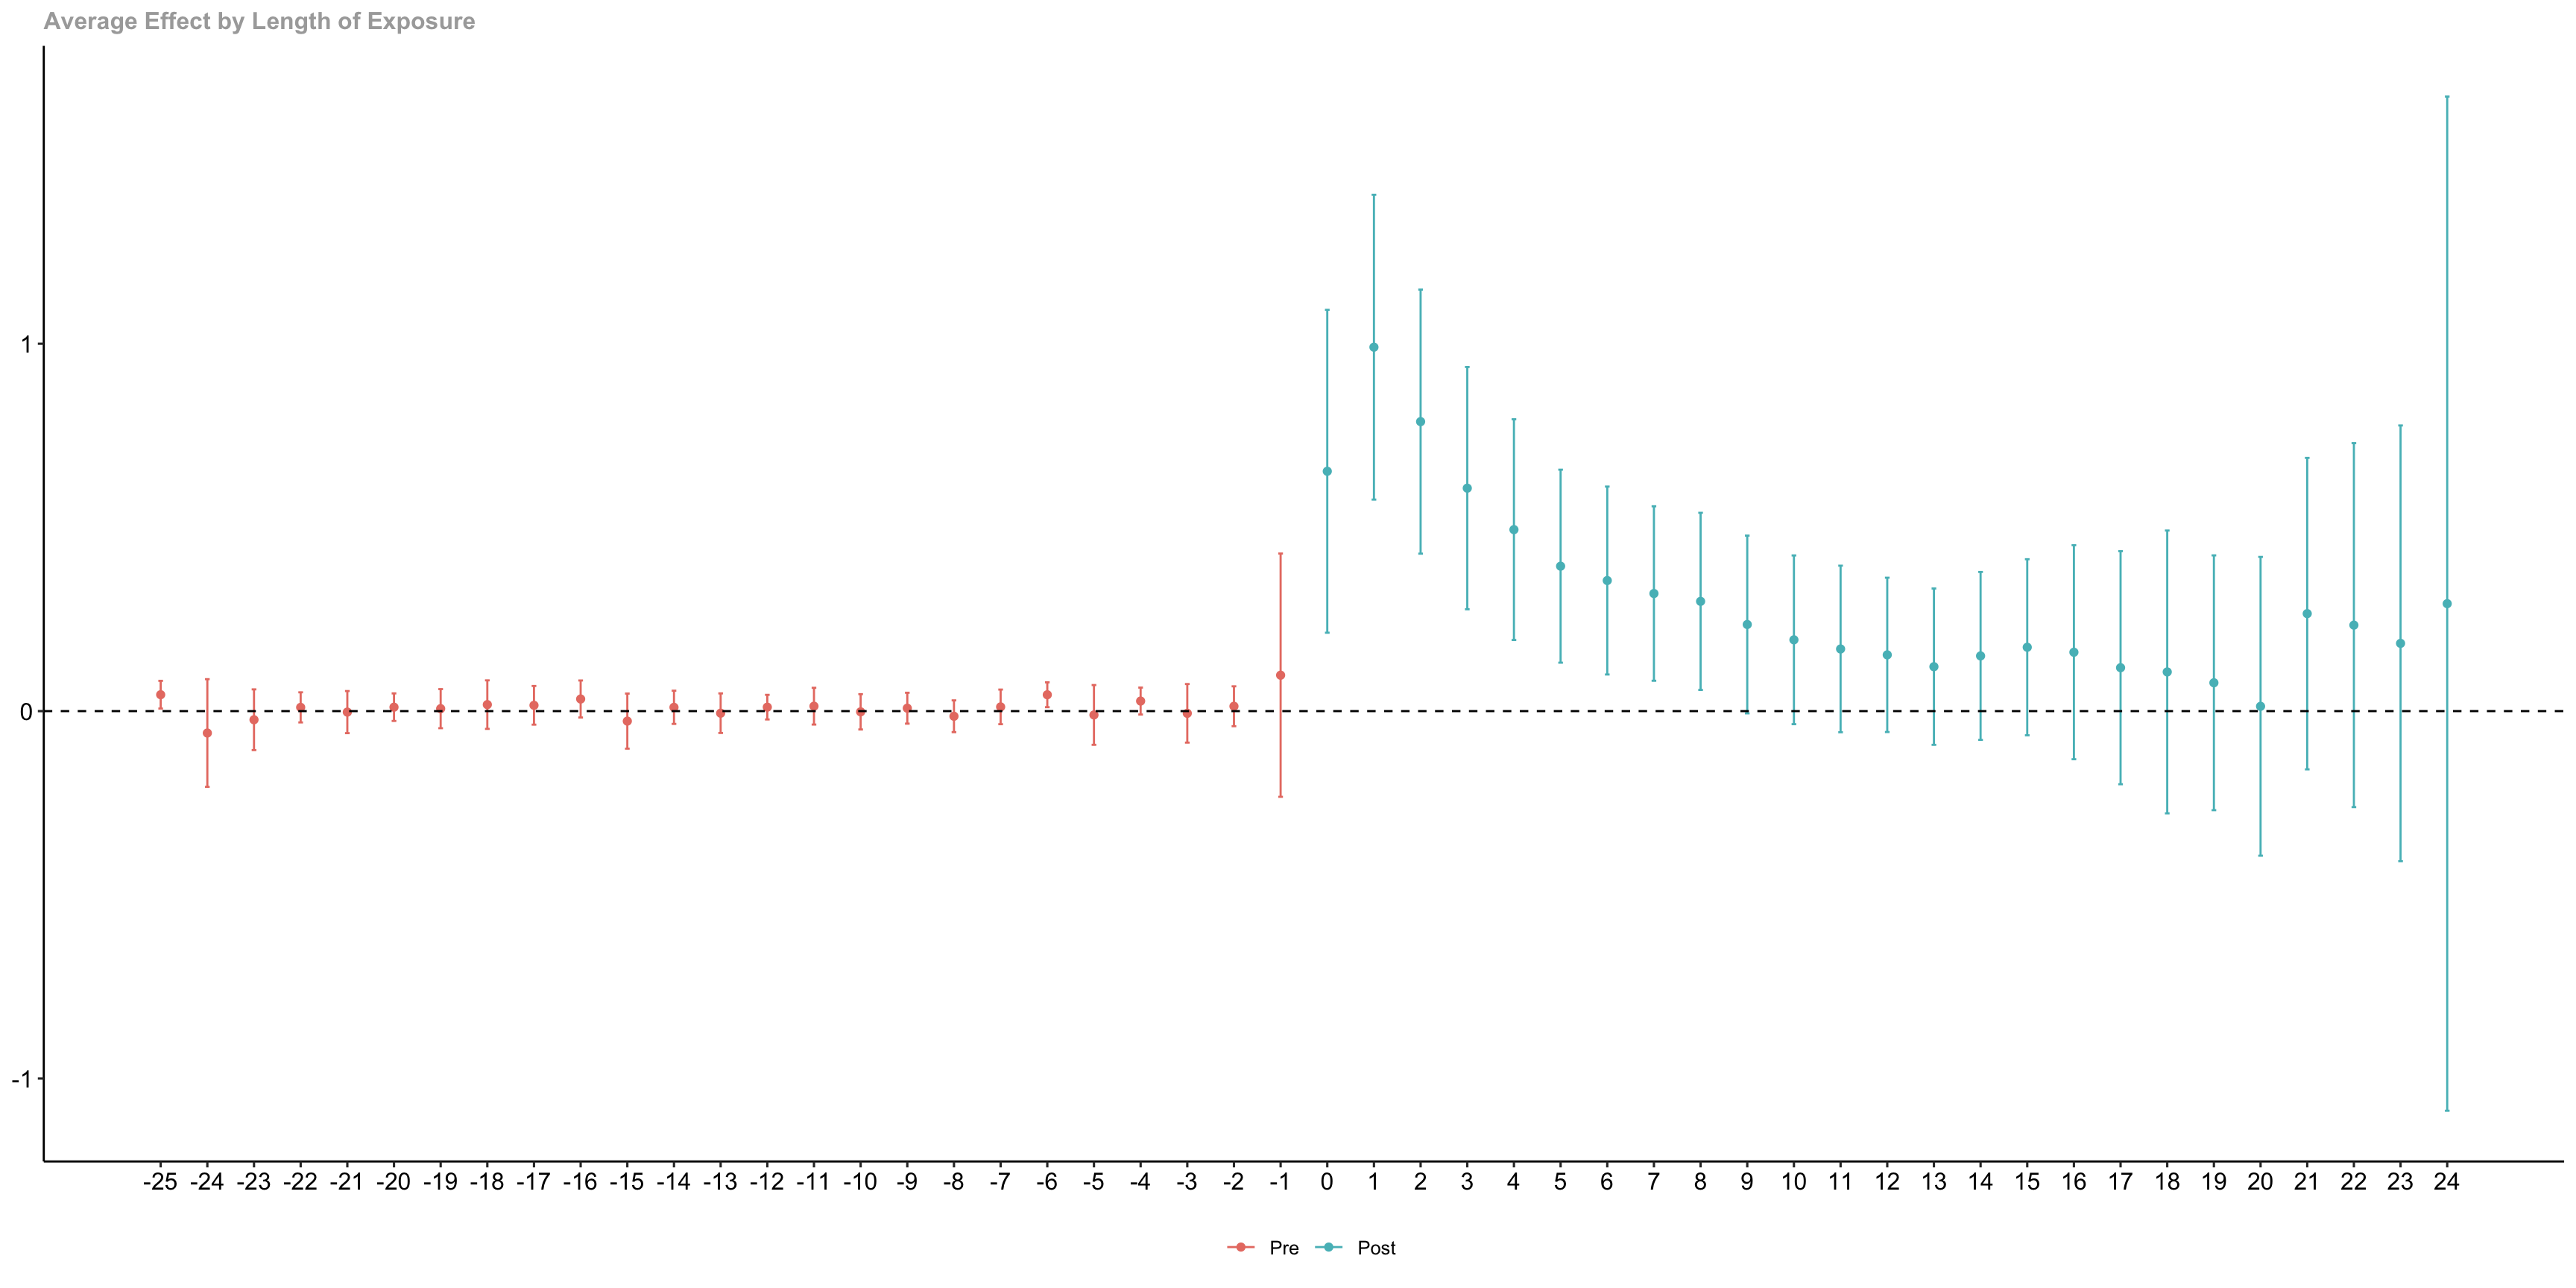 Average Effect by Length of Exposure
1
0
-1
-25 -24 -23 -22 -21 -20 -19 -18 -17 -16 -15 -14 -13 -12 -11 -10 -9 -8 -7 -6 -5 -4 -3 -2 -1 0 1 2 3 4 5 6 7 8 9 10 11 12 13 14 15 16 17 18 19 20 21 22 23 24
Pre Post